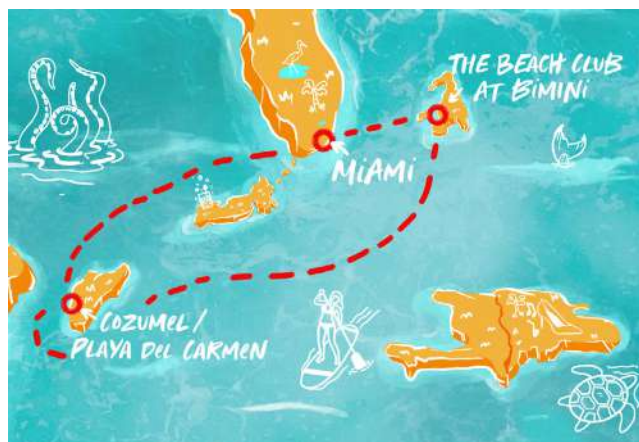 THE BEACH CLUB
AT BiMiNi
MiAMi
COZUMEL /
PLAYA DEL CARMEN